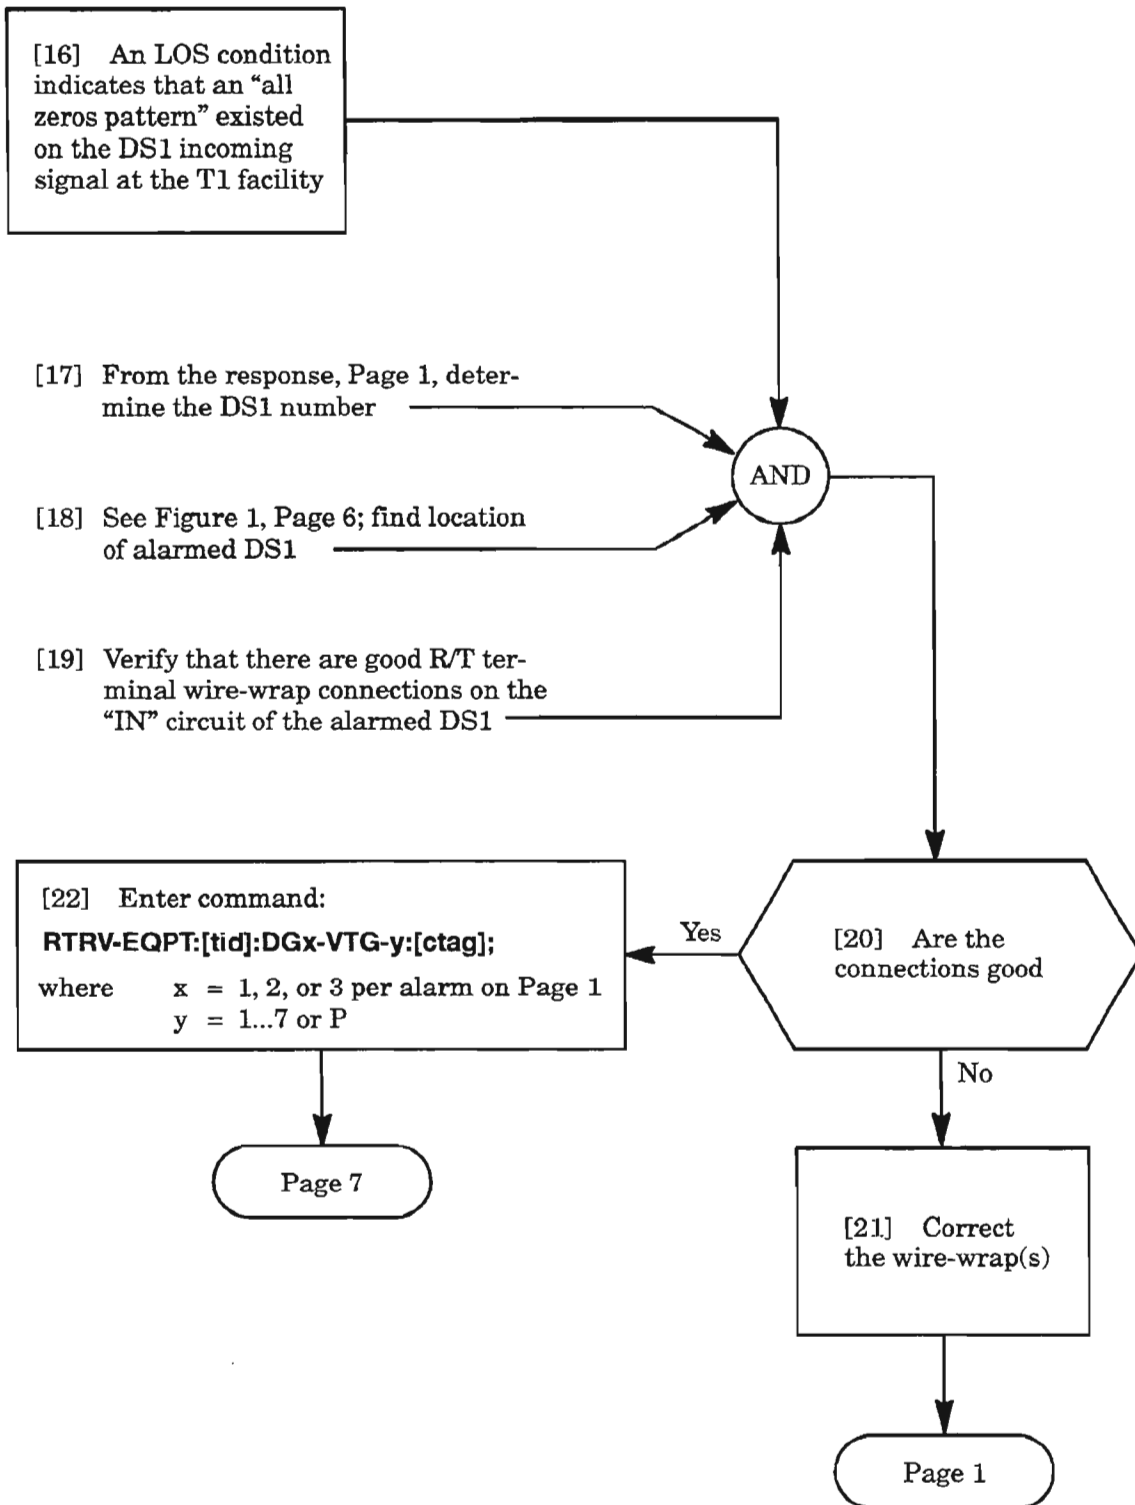 [16] An LOS condition
indicates that an “all
zeros pattern” existed
on the DS1 incoming
signal at the T1 facility
[17] From the response, Page 1, deter-
mine the DS1 number
AND
[18] See Figure 1, Page 6; find location
of alarmed DS1
[19] Verify that there are good R/T ter-
minal wire-wrap connections on the
“IN” circuit of the alarmed DS1
[20] Are the
connections good
Yes
[22] Enter command:
RTRV-EQPT:[tid]:DGx-VTG-y:[ctag];
where x = 1, 2, or 3 per alarm on Page 1
y = 1...7 or P
Page 7
No
[21] Correct
the wire-wrap(s)
Page 1